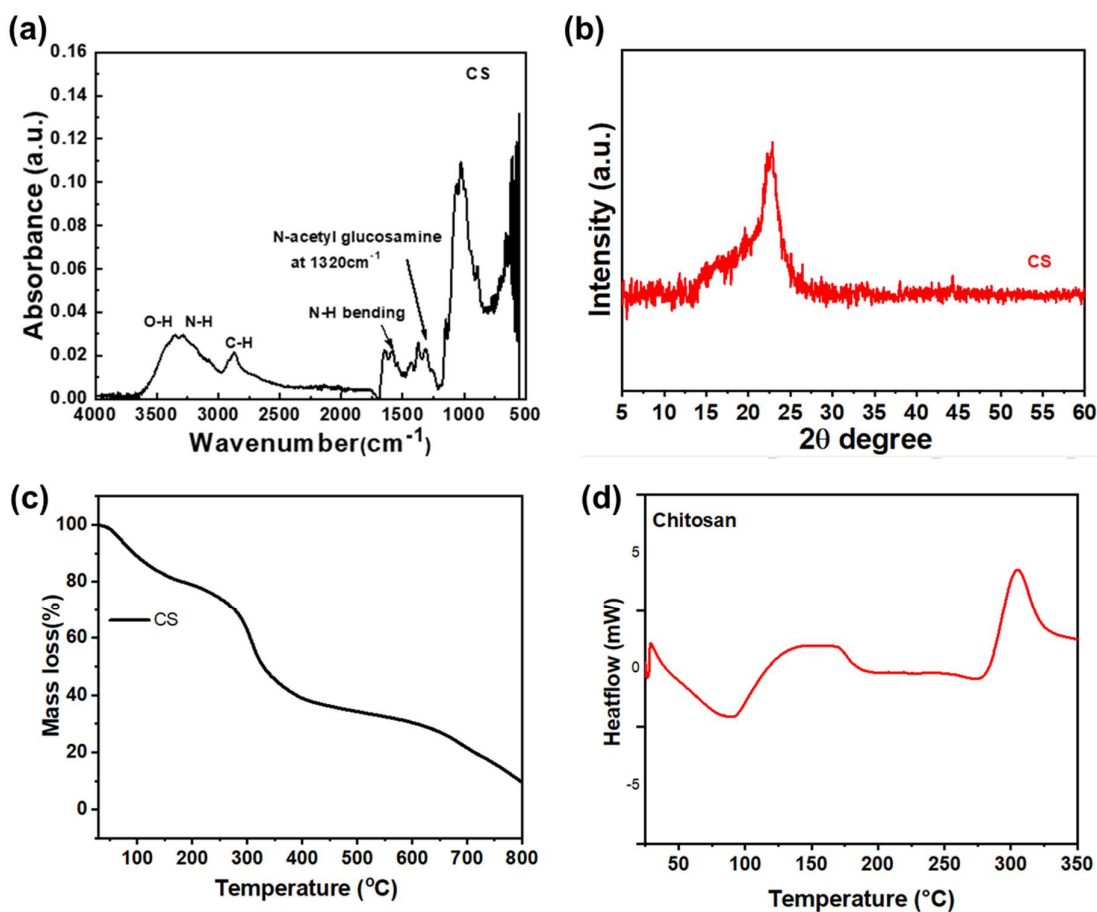 (a)
0.16
0.14
0.12
0.10
0.08
0.06
0.04
0.02
0.00
Absorbance (a.u.)
CS
N-acetyl glucosamine
at 1320cm⁻¹
N-H bending
O-H N-H
C-H
4000 3500 3000 2500 2000 1500 1000 500
Wavenumber(cm⁻¹)
(b)
Intensity (a.u.)
CS
5 10 15 20 25 30 35 40 45 50 55 60
2θ degree
(c)
100
80
60
40
20
0
Mass loss(%)
CS
100 200 300 400 500 600 700 800
Temperature (°C)
(d)
Chitosan
5
0
-5
Heatflow (mW)
50 100 150 200 250 300 350
Temperature (°C)